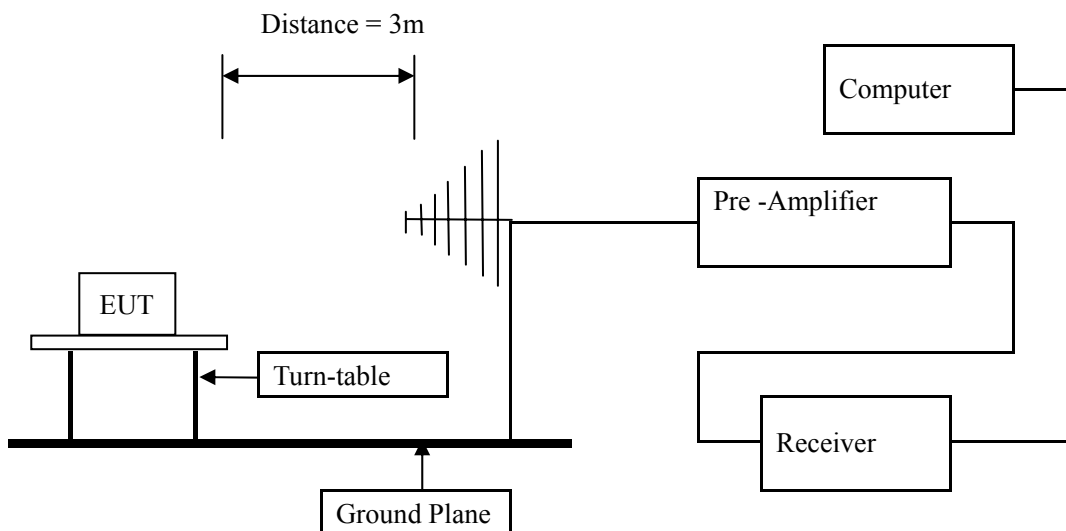 Distance = 3m
Computer
Pre -Amplifier
EUT
Turn-table
Receiver
Ground Plane